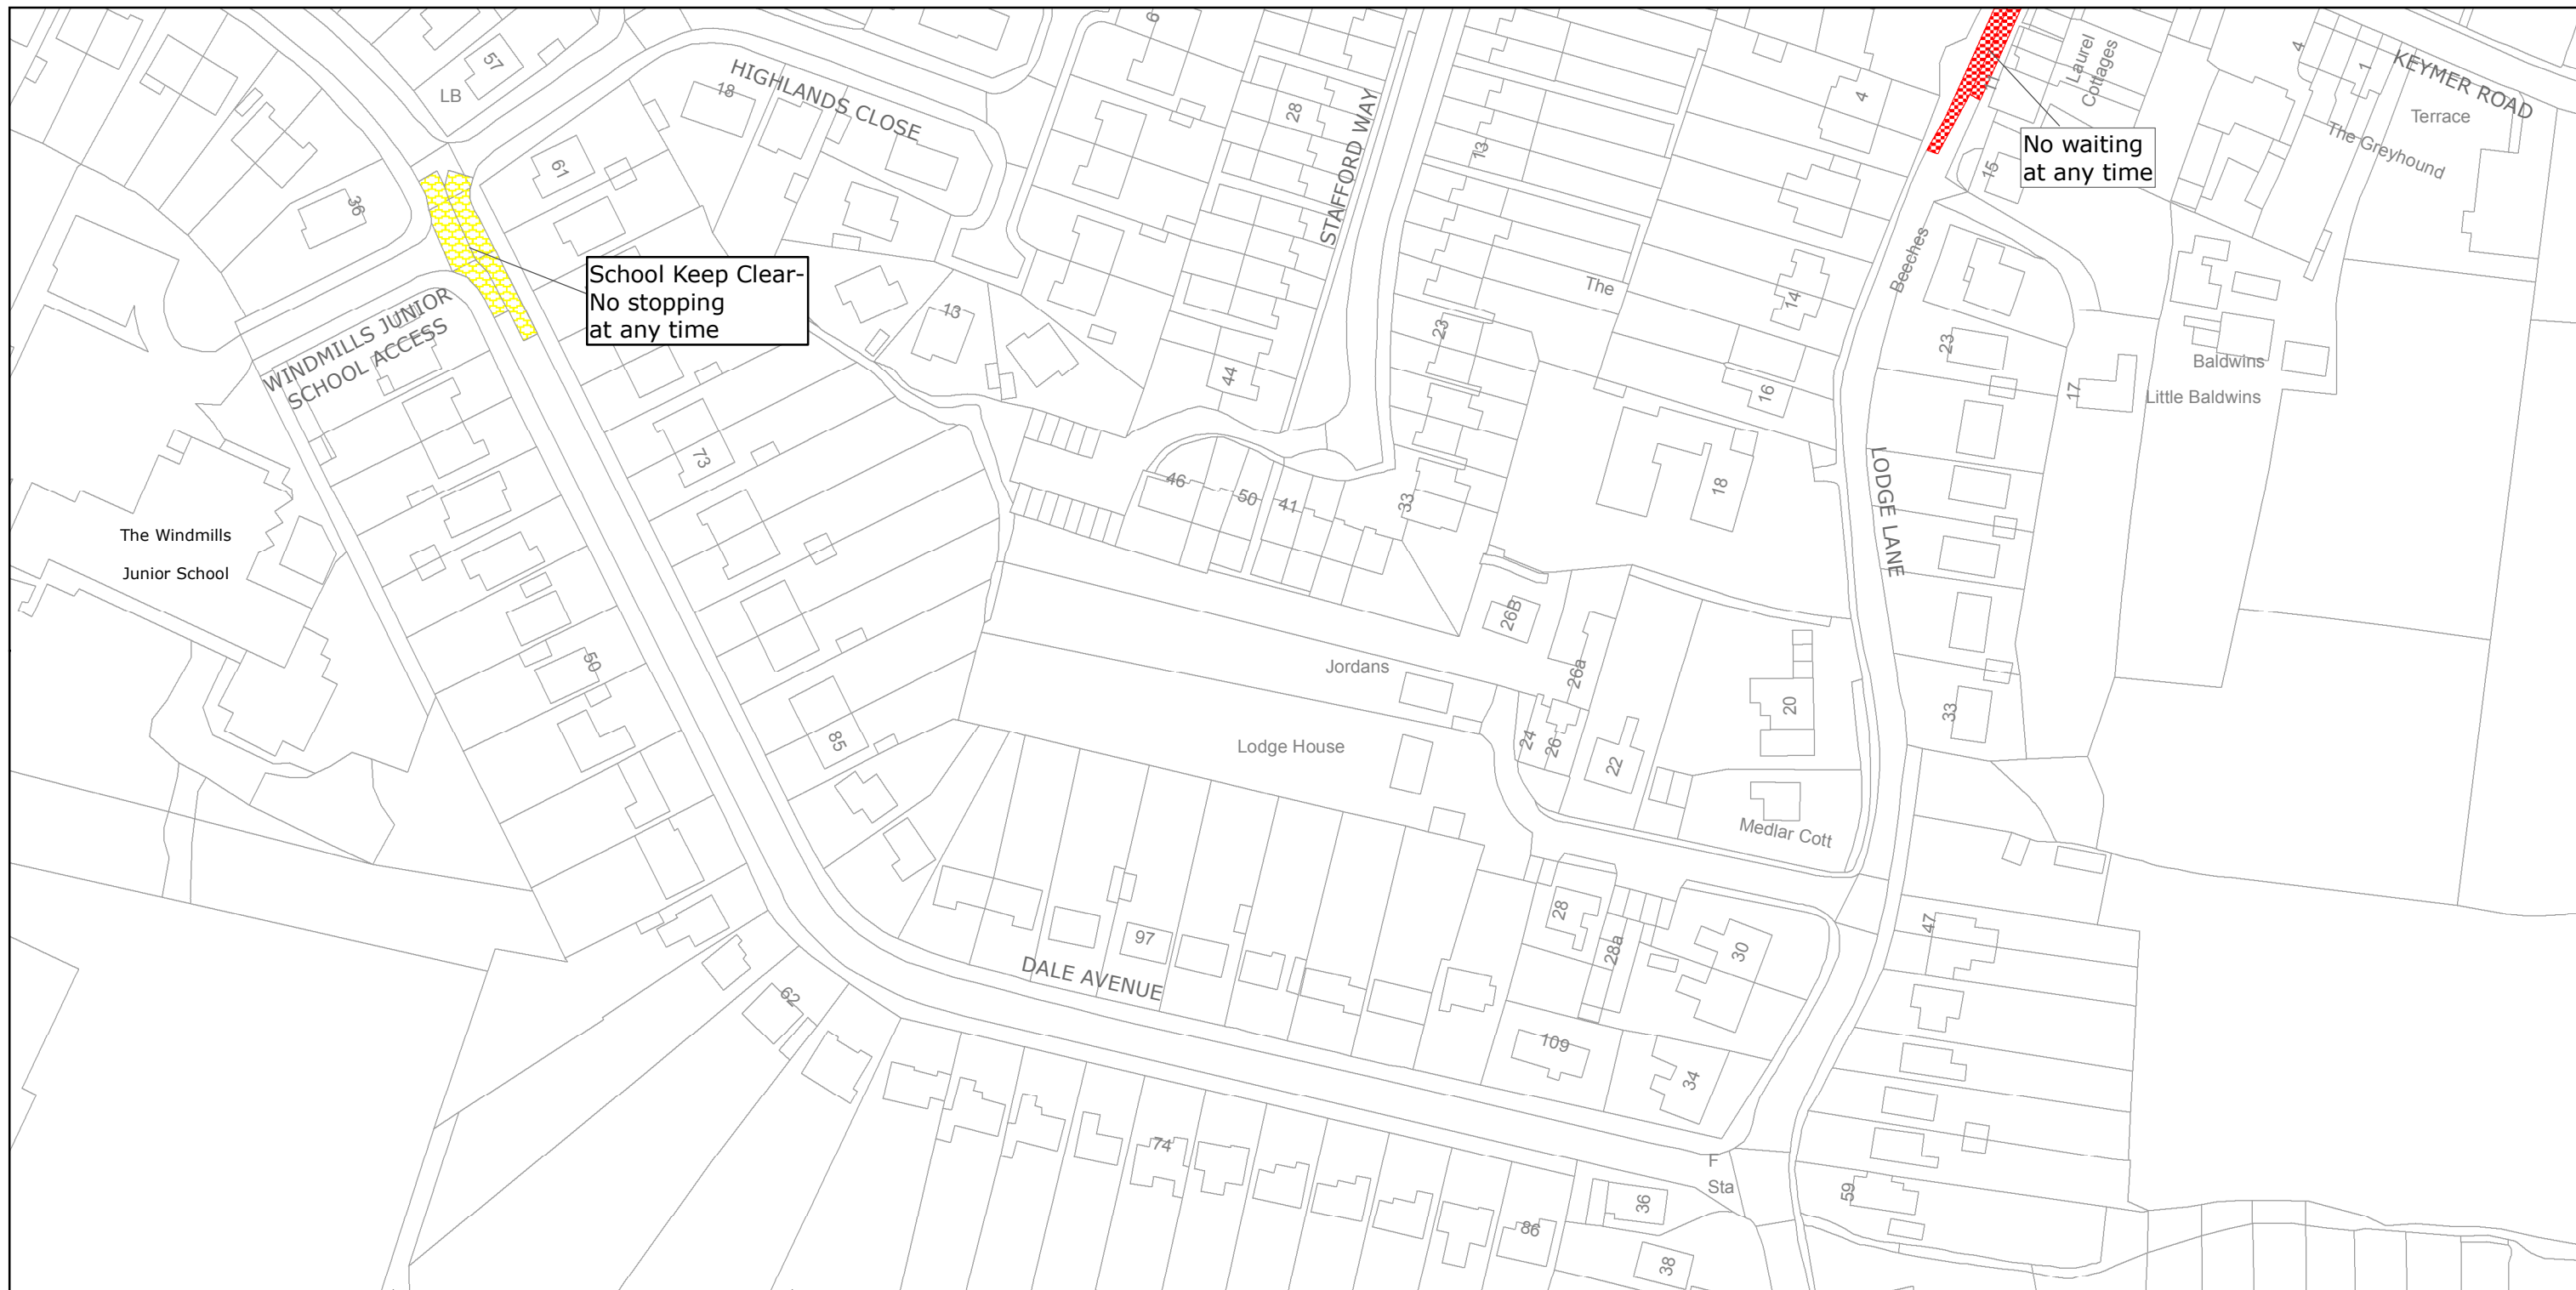 57
LB
HIGHLANDS CLOSE
18
6
28
STAFFORD WAY
13
4
Laurel
Cottages
4
1
KEYMER ROAD
Terrace
The Greyhound
No waiting
at any time
15
61
36
School Keep Clear-
No stopping
at any time
WINDMILLS JUNIOR
SCHOOL ACCESS
13
44
23
The
14
Beeches
16
23
17
Baldwins
Little Baldwins
73
46
50
41
33
18
LODGE LANE
The Windmills
Junior School
50
26B
26a
Jordans
20
33
85
Lodge House
24
26
22
Medlar Cott
97
DALE AVENUE
62
28
28a
30
47
109
34
74
F
Sta
36
59
86
38